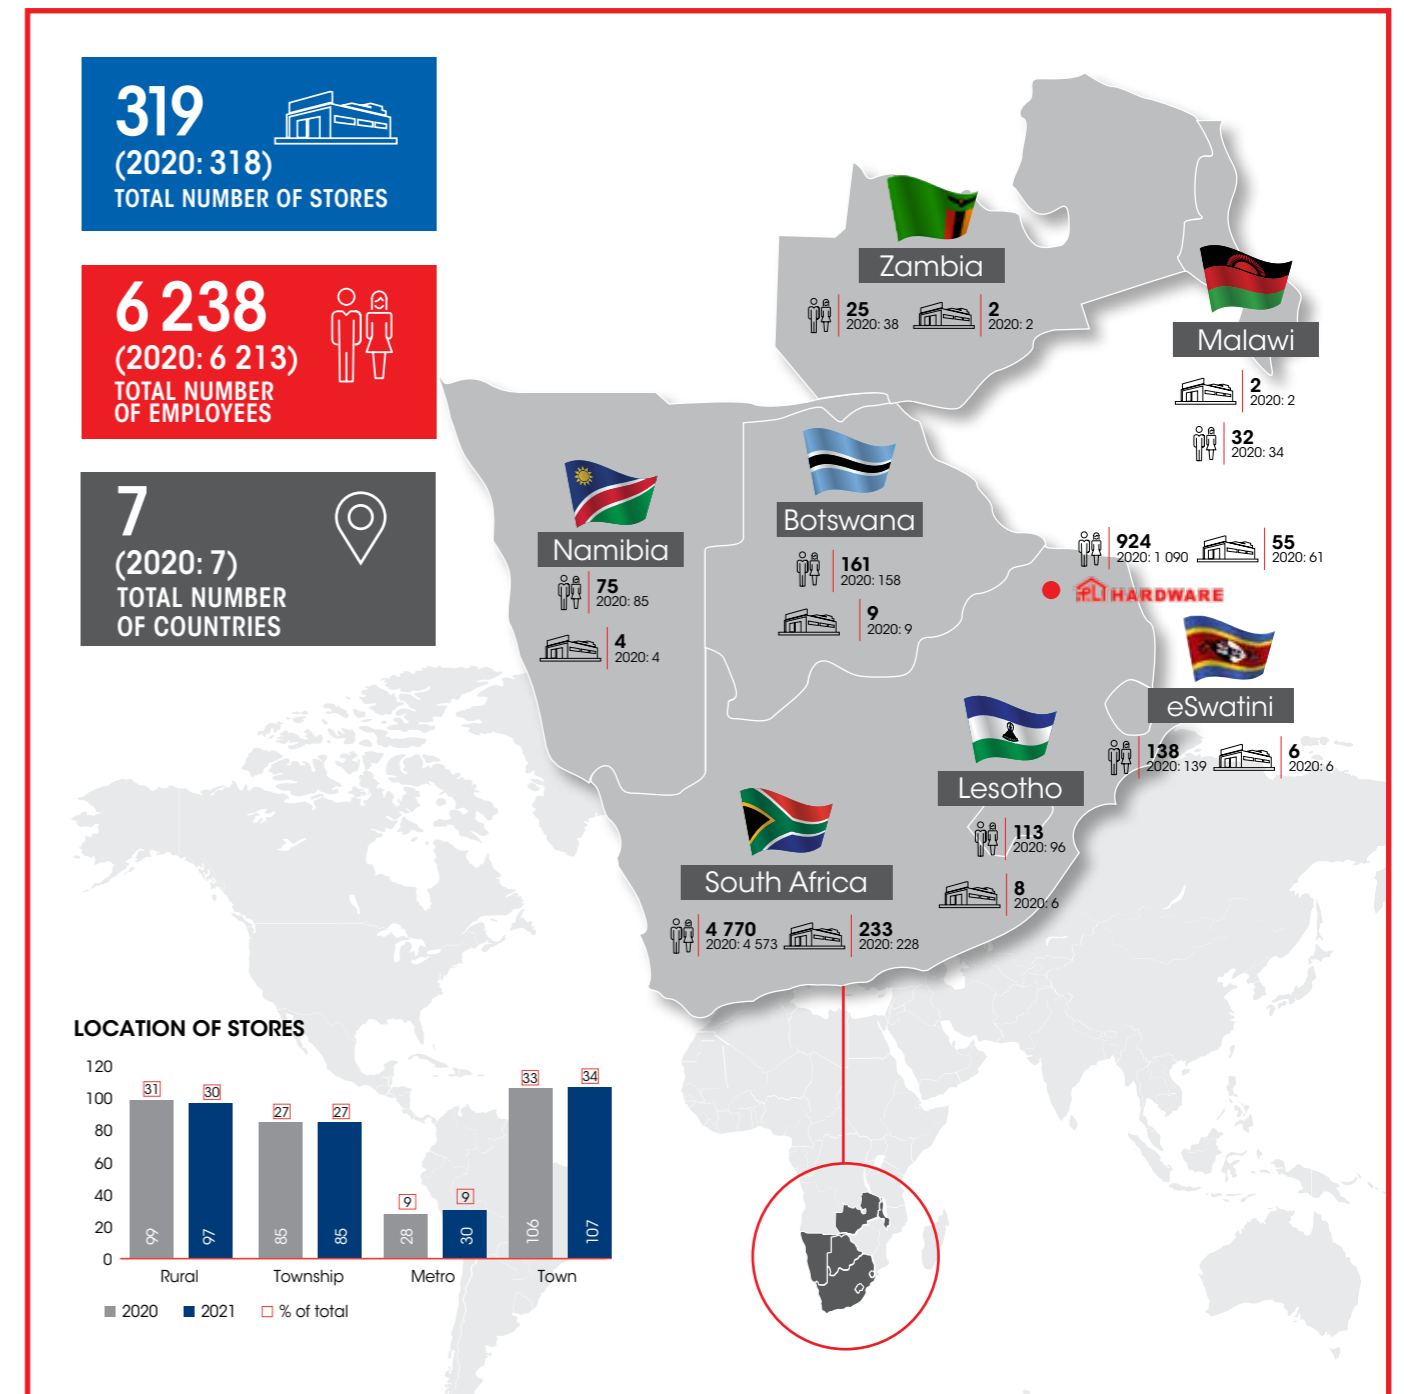 319
(2020: 318)
TOTAL NUMBER OF STORES
6 238
(2020: 6 213)
TOTAL NUMBER
OF EMPLOYEES
7
(2020: 7)
TOTAL NUMBER
OF COUNTRIES
Zambia
25
2020: 38
2
2020: 2
Malawi
2
2020: 2
32
2020: 34
Namibia
75
2020: 85
4
2020: 4
Botswana
161
2020: 158
9
2020: 9
924
2020: 1 090
55
2020: 61
HARDWARE
eSwatini
138
2020: 139
6
2020: 6
Lesotho
113
2020: 96
8
2020: 6
South Africa
4 770
2020: 4 573
233
2020: 228
LOCATION OF STORES
120
100
80
60
40
20
0
31
30
27
27
9
9
33
34
99
97
85
85
28
30
106
107
Rural
Township
Metro
Town
2020
2021
% of total